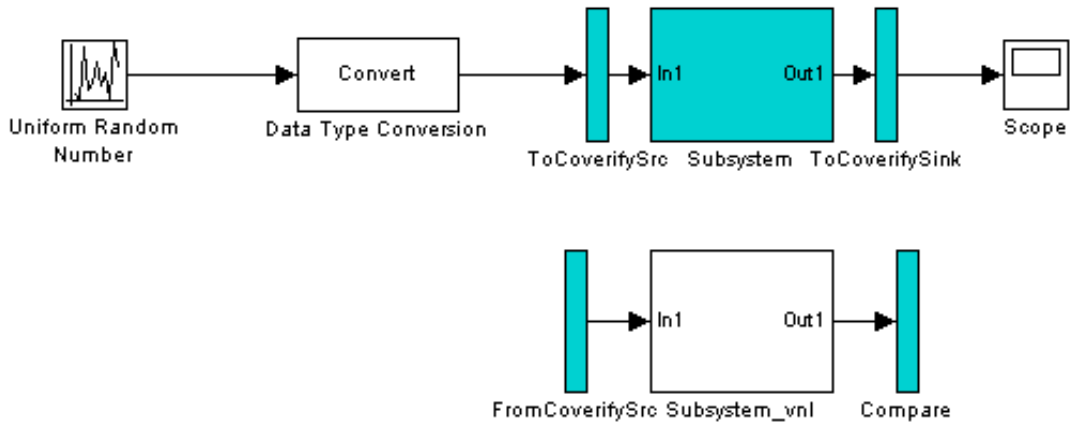 Convert
In1
Out1
Uniform Random
Number
Data Type Conversion
ToCoverifySrc
Subsystem
ToCoverifySink
Scope
In1
Out1
FromCoverifySrc
Subsystem_vnl
Compare